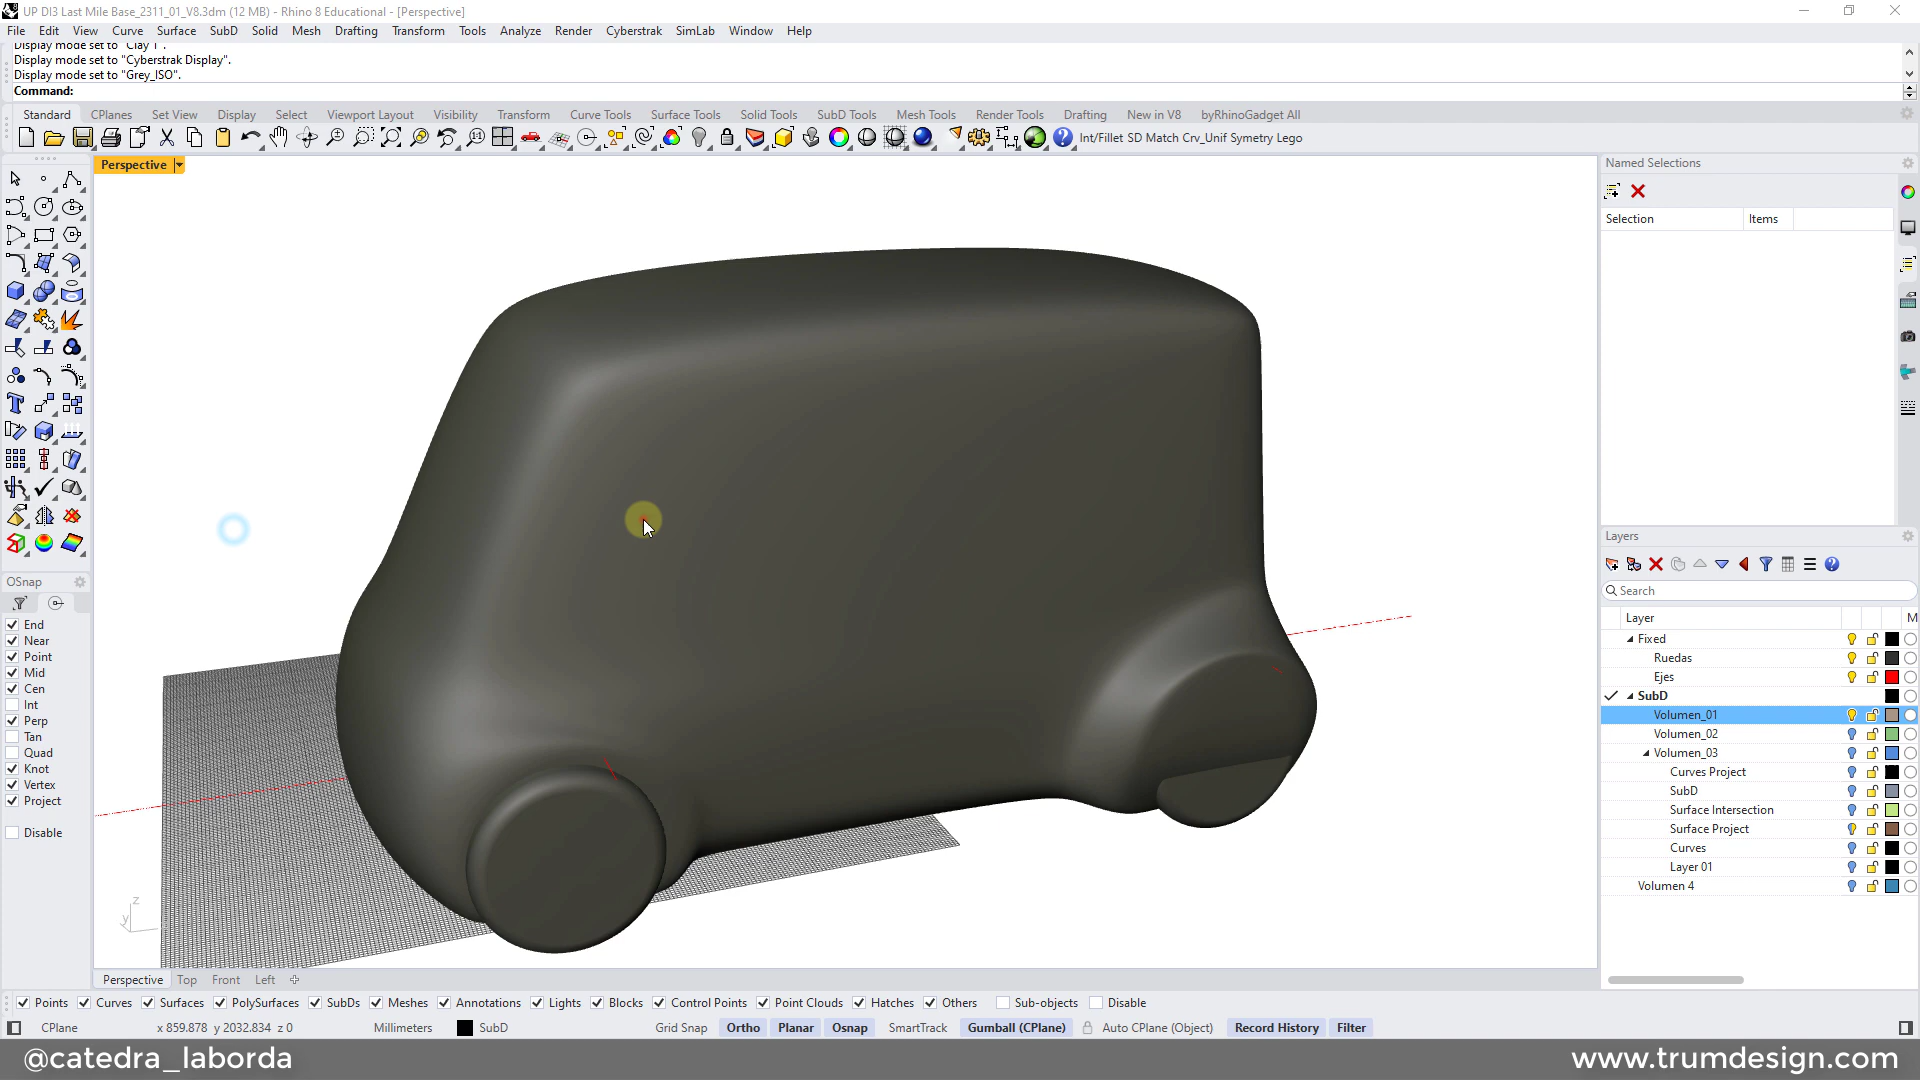 UP DI3 Last Mile Base_2311_01_V8.3dm (12 MB) - Rhino 8 Educational - [Perspective]
File Edit View Curve Surface SubD Solid Mesh Drafting Transform Tools Analyze Render Cyberstrak SimLab Window Help
Display mode set to "Clay 1".
Display mode set to "Cyberstrak Display".
Display mode set to "Grey_ISO".
Command:
Standard CPlanes Set View Display Select Viewport Layout Visibility Transform Curve Tools Surface Tools Solid Tools SubD Tools Mesh Tools Render Tools Drafting New in V8 byRhinoGadget All
Int/Fillet SD Match Crv_Unif Symetry Lego
Perspective
Named Selections
Selection Items
OSnap
End
Near
Point
Mid
Cen
Int
Perp
Tan
Quad
Knot
Vertex
Project
Disable
z
y
Layers
Search
Layer M
Fixed
Ruedas
Ejes
SubD
Volumen_01
Volumen_02
Volumen_03
Curves Project
SubD
Surface Intersection
Surface Project
Curves
Layer 01
Volumen 4
Perspective Top Front Left
Points Curves Surfaces PolySurfaces SubDs Meshes Annotations Lights Blocks Control Points Point Clouds Hatches Others Sub-objects Disable
CPlane x 859.878 y 2032.834 z 0 Millimeters SubD Grid Snap Ortho Planar Osnap SmartTrack Gumball (CPlane) Auto CPlane (Object) Record History Filter
@catedra_laborda
www.trumdesign.com